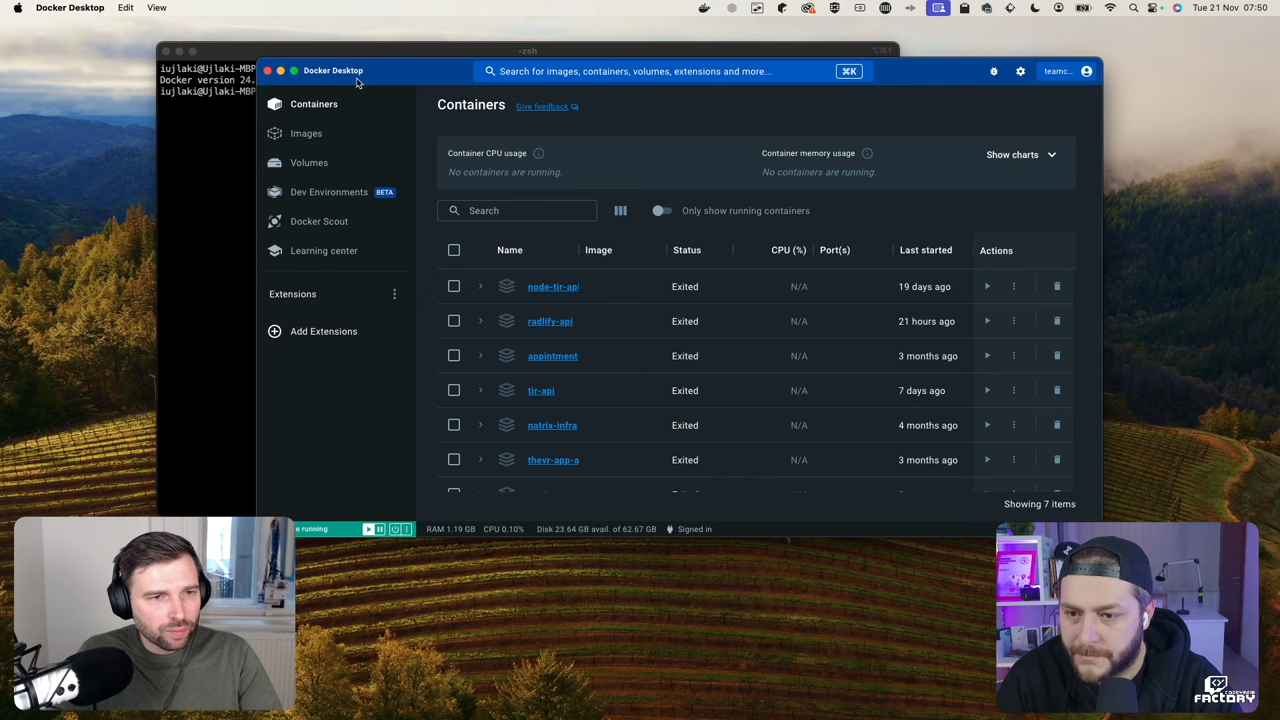 Docker Desktop Edit View Tue 21 Nov 07:50
-zsh
iujlaki@Ujlaki-MBP
Docker version 24.
iujlaki@Ujlaki-MBP
Docker Desktop
Search for images, containers, volumes, extensions and more... ⌘K
teamc...
Containers
Images
Volumes
Dev Environments BETA
Docker Scout
Learning center
Extensions
Add Extensions
Containers Give feedback
Container CPU usage
No containers are running.
Container memory usage
No containers are running.
Show charts
Search
Only show running containers
Name Image Status CPU (%) Port(s) Last started Actions
node-tir-api Exited N/A 19 days ago
radlify-api Exited N/A 21 hours ago
appintment Exited N/A 3 months ago
tir-api Exited N/A 7 days ago
natrix-infra Exited N/A 4 months ago
thevr-app-a Exited N/A 3 months ago
Showing 7 items
running
RAM 1.19 GB CPU 0.10% Disk 23.64 GB avail. of 62.67 GB Signed in
FACTORY